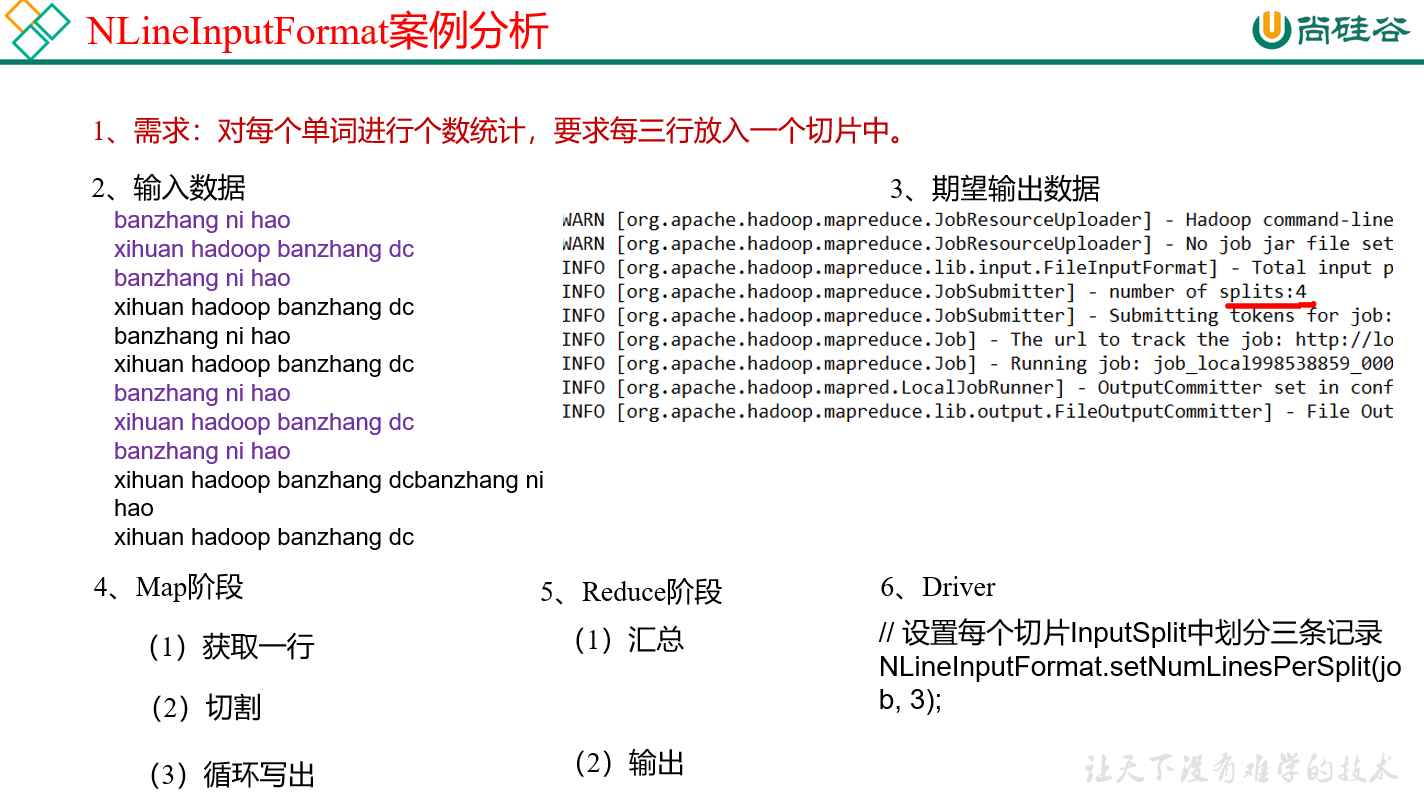 NLineInputFormat案例分析
尚硅谷
1、需求：对每个单词进行个数统计，要求每三行放入一个切片中。
2、输入数据
banzhang ni hao
xihuan hadoop banzhang dc
banzhang ni hao
xihuan hadoop banzhang dc
banzhang ni hao
xihuan hadoop banzhang dc
banzhang ni hao
xihuan hadoop banzhang dc
banzhang ni hao
xihuan hadoop banzhang dcbanzhang ni
hao
xihuan hadoop banzhang dc
3、期望输出数据
WARN [org.apache.hadoop.mapreduce.JobResourceUploader] - Hadoop command-line
WARN [org.apache.hadoop.mapreduce.JobResourceUploader] - No job jar file set
INFO [org.apache.hadoop.mapreduce.lib.input.FileInputFormat] - Total input p
INFO [org.apache.hadoop.mapreduce.JobSubmitter] - number of splits:4
INFO [org.apache.hadoop.mapreduce.JobSubmitter] - Submitting tokens for job:
INFO [org.apache.hadoop.mapreduce.Job] - The url to track the job: http://lo
INFO [org.apache.hadoop.mapreduce.Job] - Running job: job_local998538859_000
INFO [org.apache.hadoop.mapred.LocalJobRunner] - OutputCommitter set in conf
INFO [org.apache.hadoop.mapreduce.lib.output.FileOutputCommitter] - File Out
4、Map阶段
（1）获取一行
（2）切割
（3）循环写出
5、Reduce阶段
（1）汇总
（2）输出
6、Driver
// 设置每个切片InputSplit中划分三条记录
NLineInputFormat.setNumLinesPerSplit(jo
b, 3);
让天下没有难学的技术